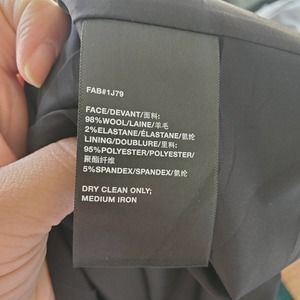 FAB#1J79
FACE/DEVANT/面料:
98%WOOL/LAINE/羊毛
2%ELASTANE/ÉLASTANE/氨纶
LINING/DOUBLURE/里料:
95%POLYESTER/POLYESTER/
聚酯纤维
5%SPANDEX/SPANDEX/氨纶
DRY CLEAN ONLY;
MEDIUM IRON